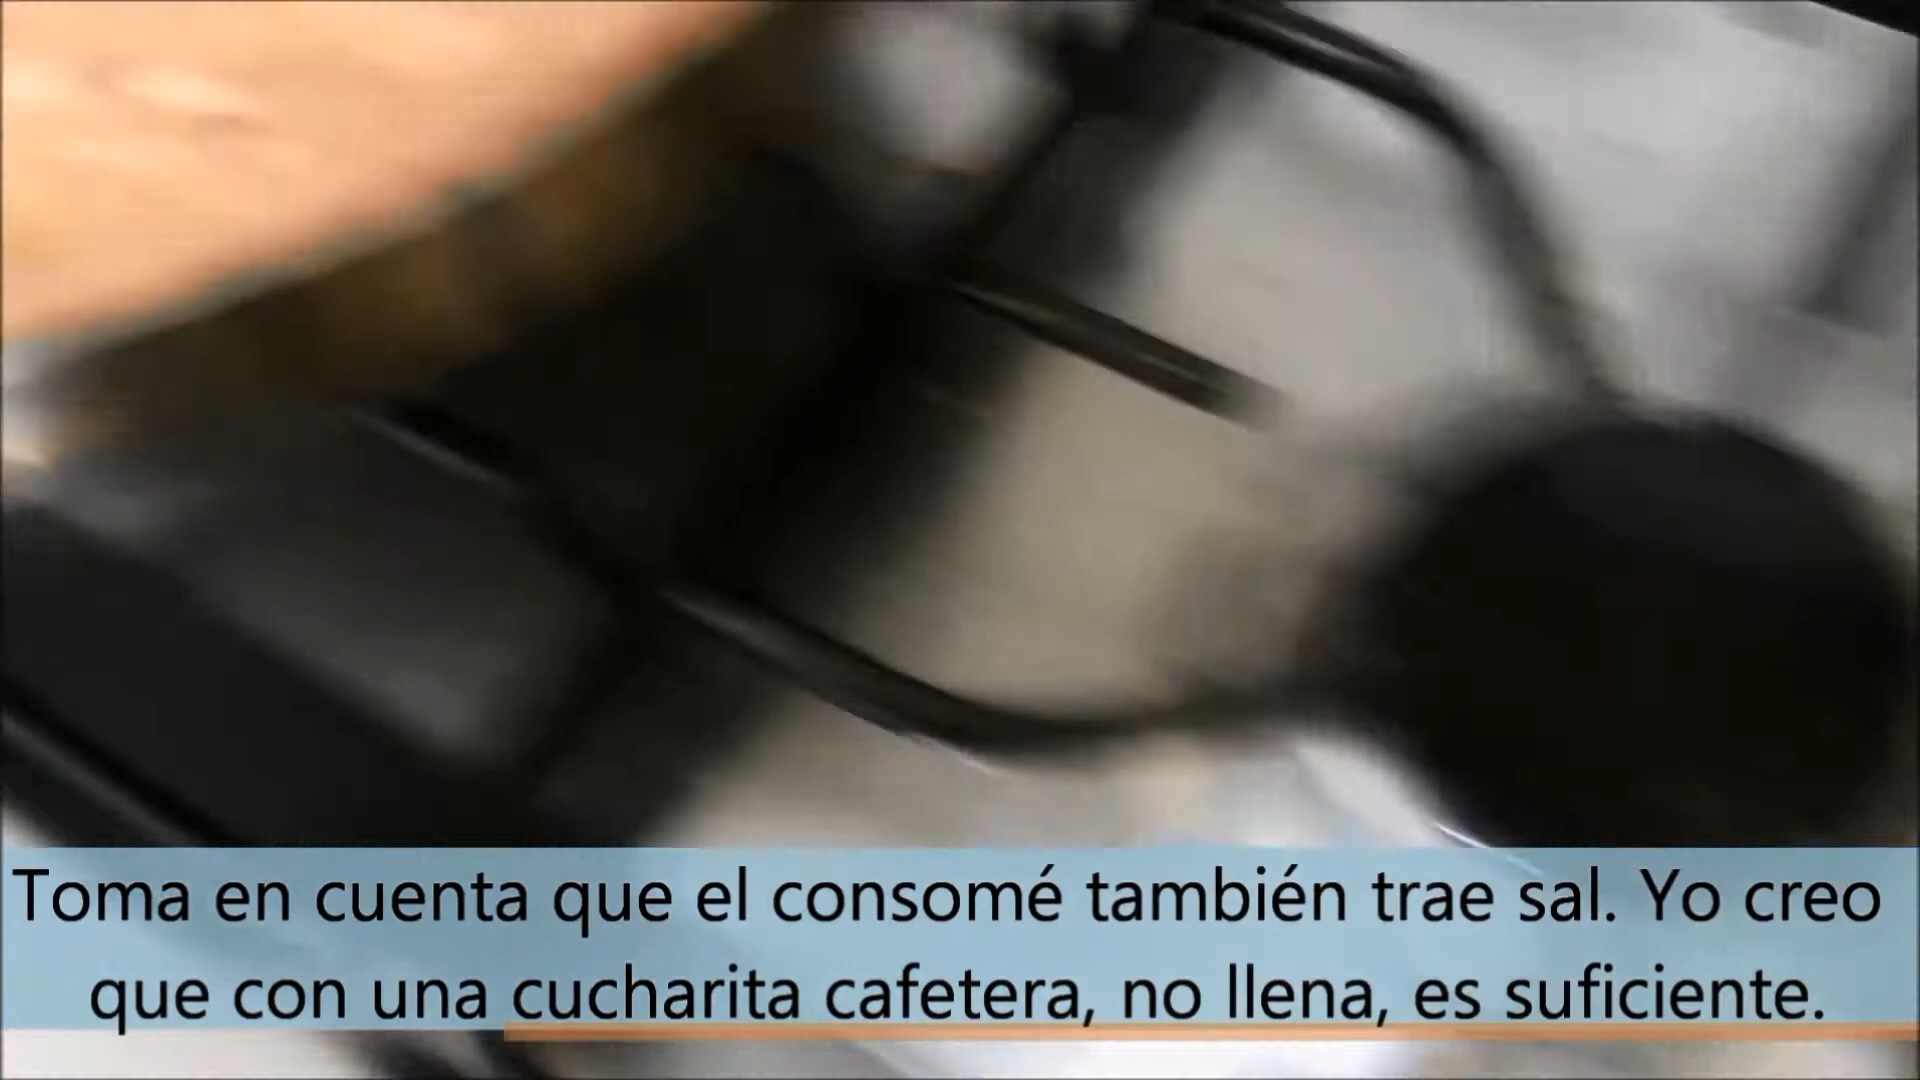 Toma en cuenta que el consomé también trae sal. Yo creo
que con una cucharita cafetera, no llena, es suficiente.